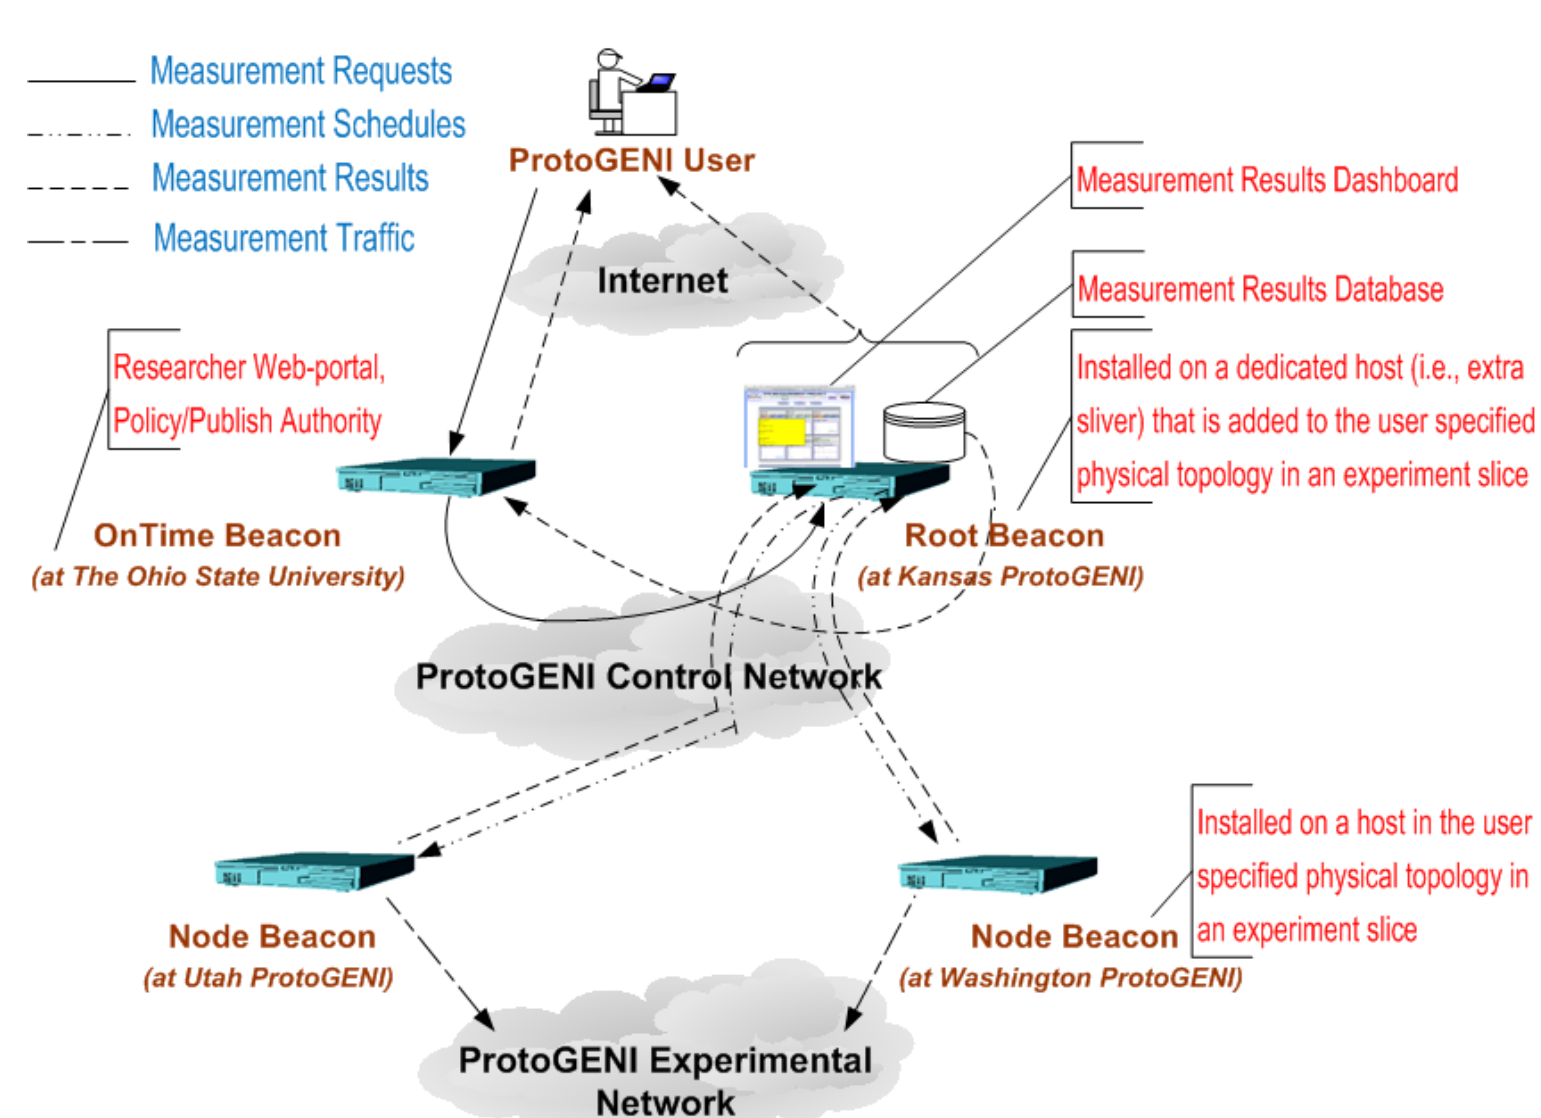 Measurement Requests
Measurement Schedules
Measurement Results
Measurement Traffic
ProtoGENI User
Internet
Measurement Results Dashboard
Measurement Results Database
Researcher Web-portal,
Policy/Publish Authority
Installed on a dedicated host (i.e., extra
sliver) that is added to the user specified
physical topology in an experiment slice
OnTime Beacon
(at The Ohio State University)
Root Beacon
(at Kansas ProtoGENI)
ProtoGENI Control Network
Installed on a host in the user
specified physical topology in
an experiment slice
Node Beacon
(at Utah ProtoGENI)
Node Beacon
(at Washington ProtoGENI)
ProtoGENI Experimental
Network